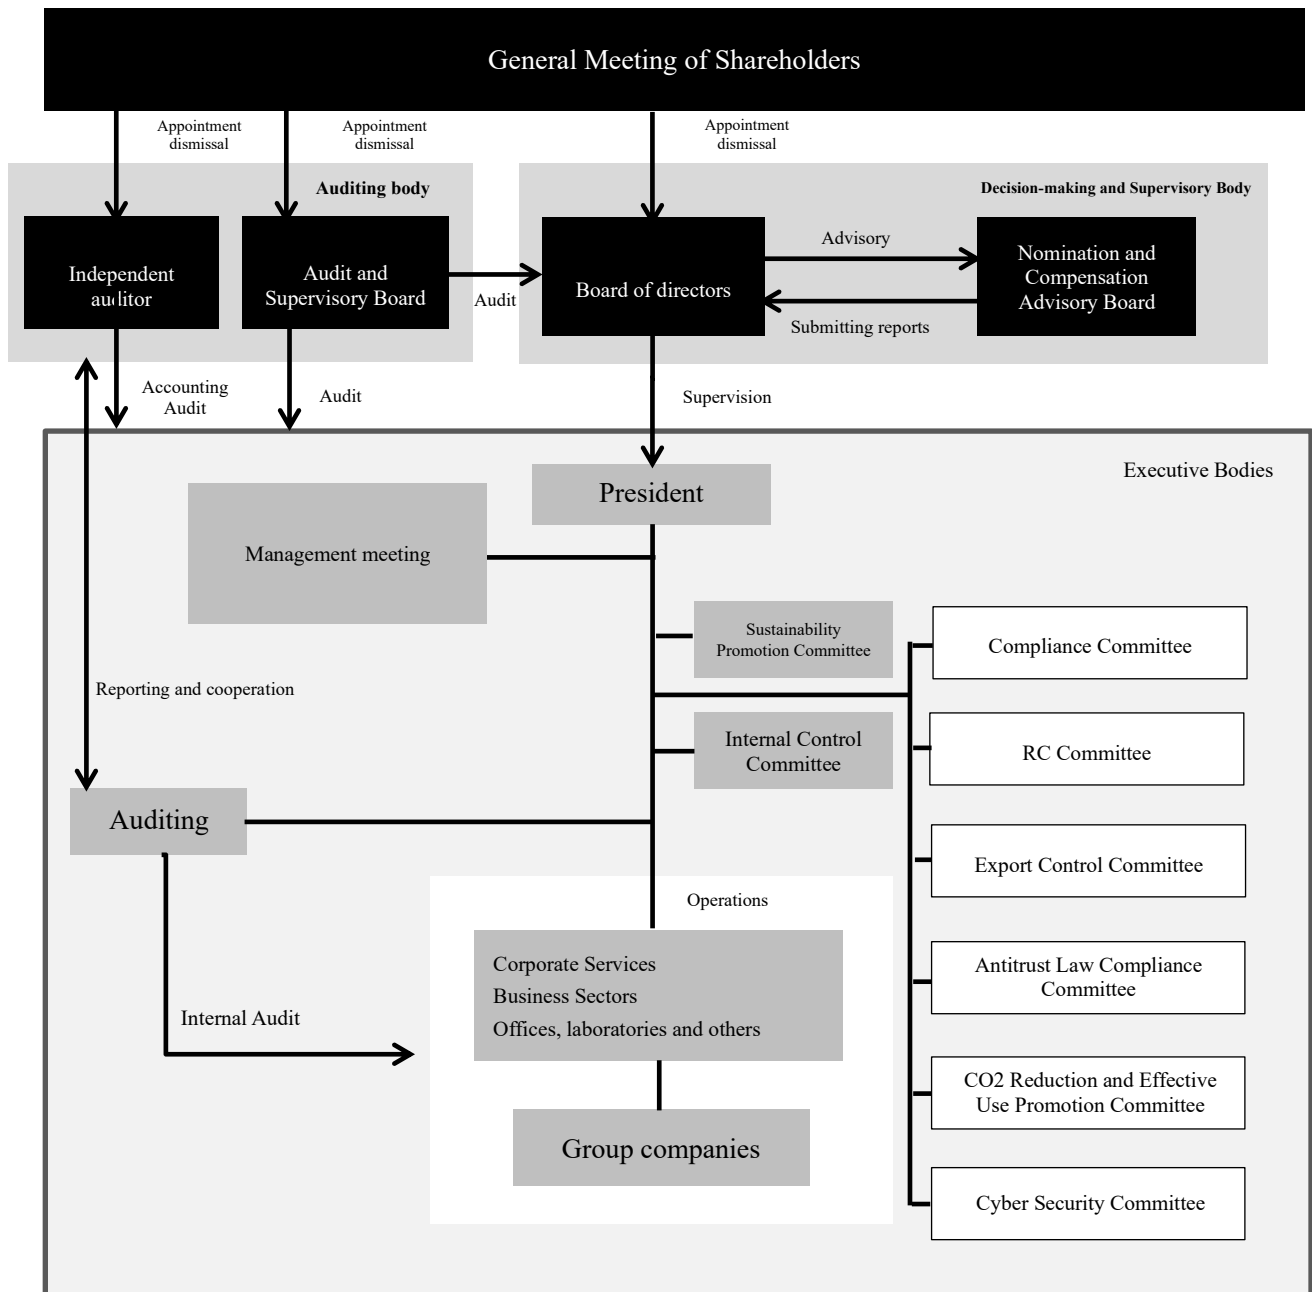 General Meeting of Shareholders
Appointment
dismissal
Appointment
dismissal
Appointment
dismissal
Auditing body
Decision-making and Supervisory Body
Independent
auditor
Audit and
Supervisory Board
Audit
Board of directors
Advisory
Submitting reports
Nomination and
Compensation
Advisory Board
Accounting
Audit
Audit
Supervision
Executive Bodies
President
Management meeting
Sustainability
Promotion Committee
Compliance Committee
Reporting and cooperation
Internal Control
Committee
RC Committee
Auditing
Export Control Committee
Operations
Corporate Services
Business Sectors
Offices, laboratories and others
Antitrust Law Compliance
Committee
Internal Audit
CO2 Reduction and Effective
Use Promotion Committee
Group companies
Cyber Security Committee